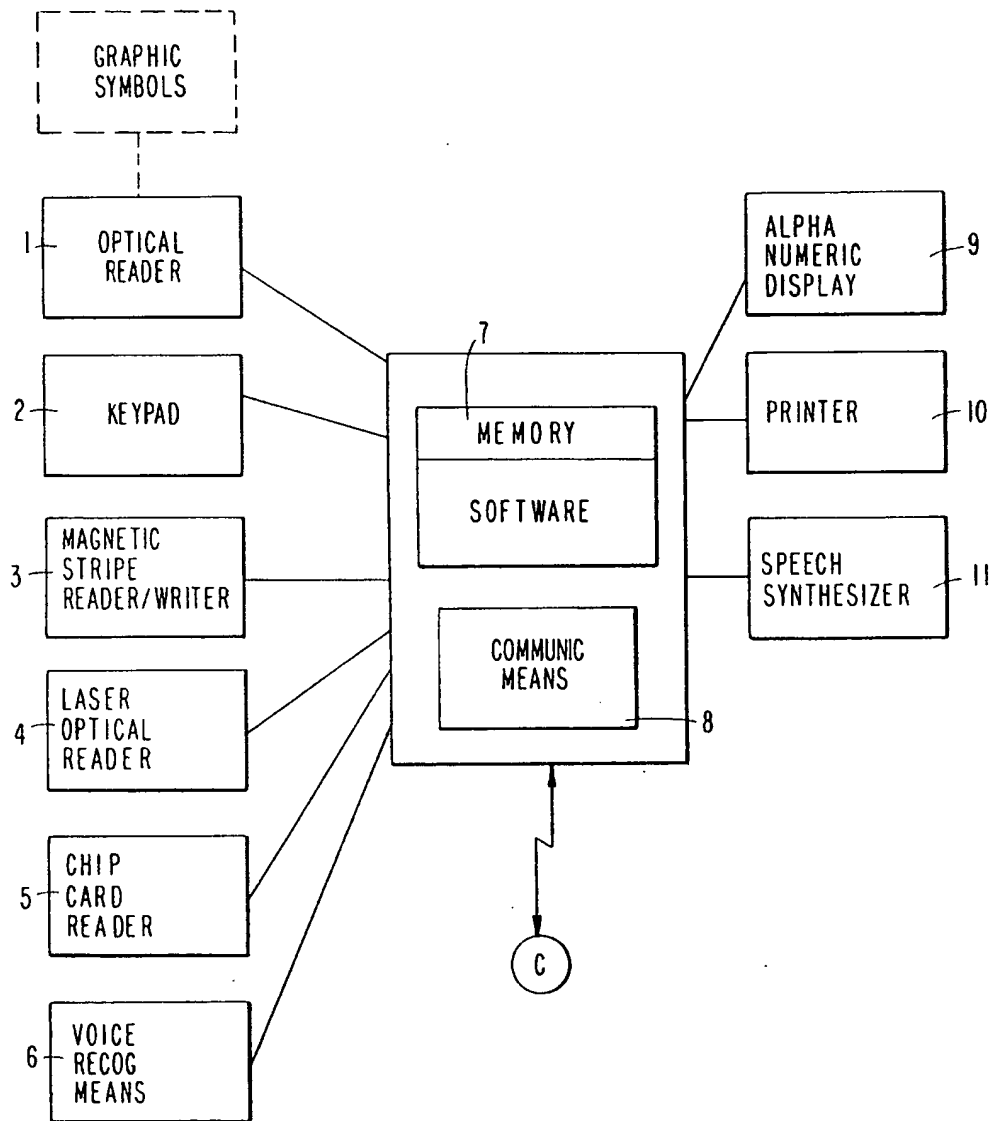 GRAPHIC
SYMBOLS
1
OPTICAL
READER
2
KEYPAD
3
MAGNETIC
STRIPE
READER/WRITER
4
LASER
OPTICAL
READER
5
CHIP
CARD
READER
6
VOICE
RECOG
MEANS
7
MEMORY
SOFTWARE
COMMUNIC
MEANS
8
C
ALPHA
NUMERIC
DISPLAY
9
PRINTER
10
SPEECH
SYNTHESIZER
11